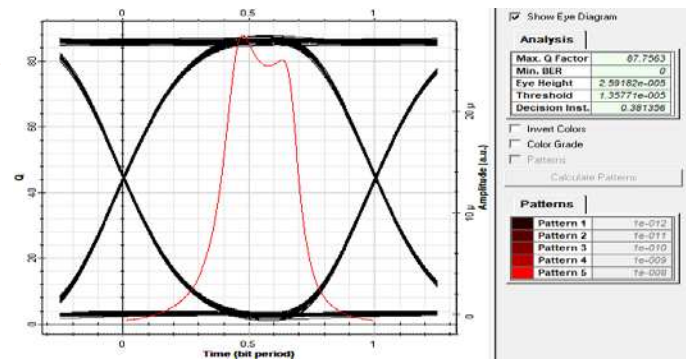 0
0.5
1
80
60
40
20
0
Q
20 µ
10 µ
0
Amplitude (a.u.)
0
0.5
1
Time (bit period)
Show Eye Diagram
Analysis
Max. Q Factor 87.7563
Min. BER 0
Eye Height 2.59182e-005
Threshold 1.35771e-005
Decision Inst. 0.381356
Invert Colors
Color Grade
Patterns
Calculate Patterns
Patterns
Pattern 1 1e-012
Pattern 2 1e-011
Pattern 3 1e-010
Pattern 4 1e-009
Pattern 5 1e-008